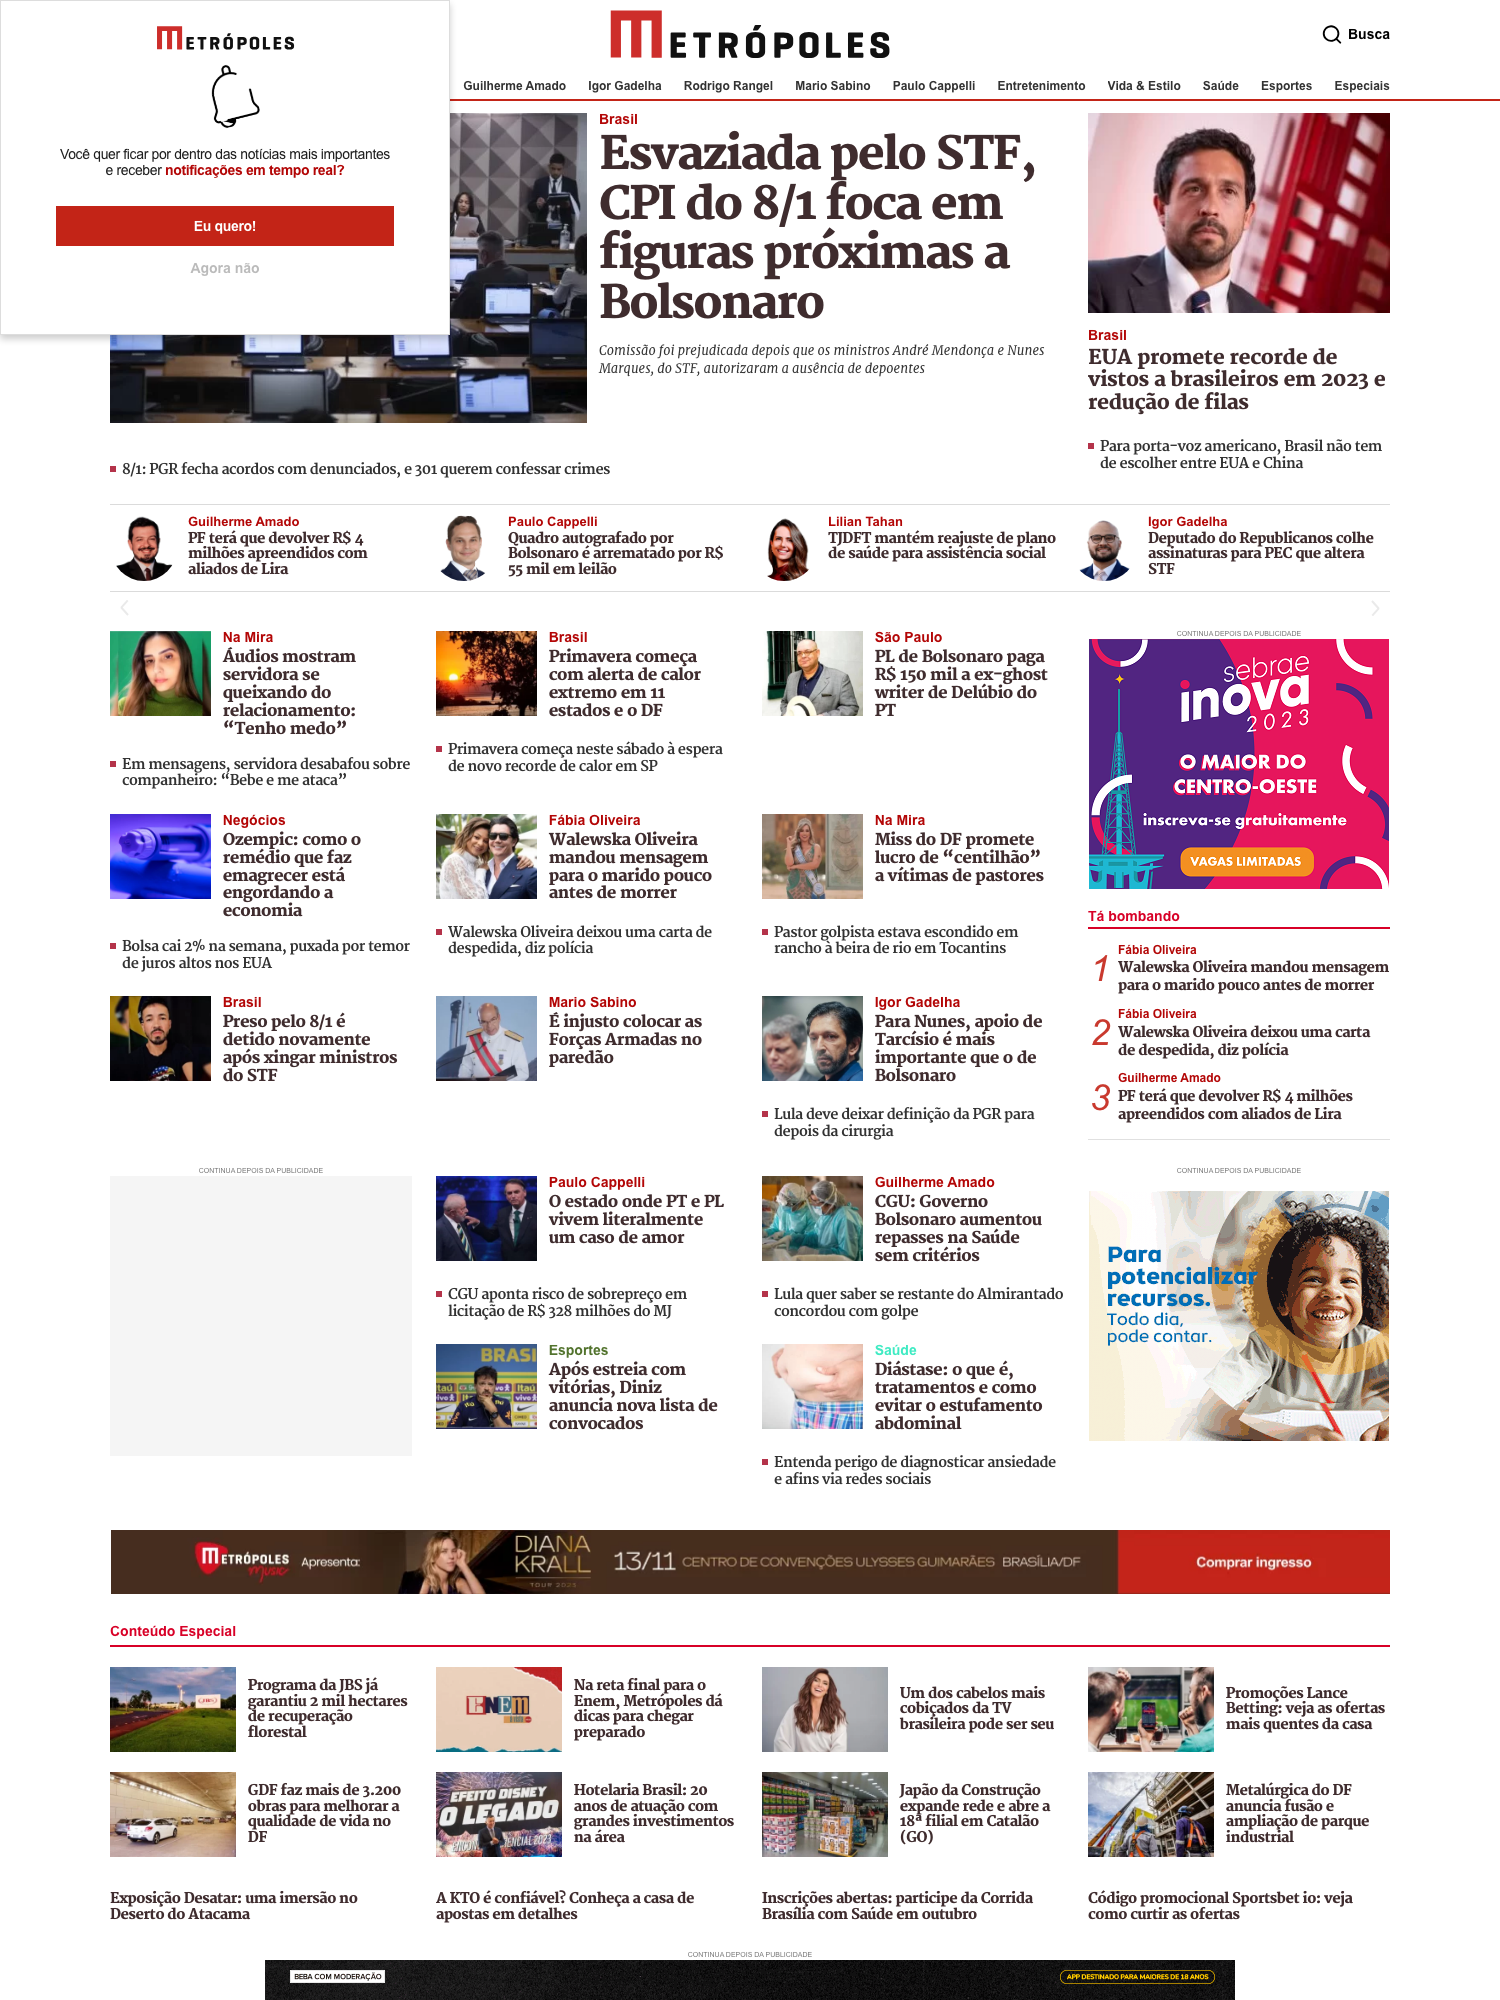 METRÓPOLES
Você quer ficar por dentro das notícias mais importantes
e receber notificações em tempo real?
Eu quero!
Agora não
METRÓPOLES
Busca
Guilherme Amado
Igor Gadelha
Rodrigo Rangel
Mario Sabino
Paulo Cappelli
Entretenimento
Vida & Estilo
Saúde
Esportes
Especiais
Brasil
Esvaziada pelo STF,
CPI do 8/1 foca em
figuras próximas a
Bolsonaro
Comissão foi prejudicada depois que os ministros André Mendonça e Nunes
Marques, do STF, autorizaram a ausência de depoentes
8/1: PGR fecha acordos com denunciados, e 301 querem confessar crimes
Brasil
EUA promete recorde de
vistos a brasileiros em 2023 e
redução de filas
Para porta-voz americano, Brasil não tem
de escolher entre EUA e China
Guilherme Amado
PF terá que devolver R$ 4
milhões apreendidos com
aliados de Lira
Paulo Cappelli
Quadro autografado por
Bolsonaro é arrematado por R$
55 mil em leilão
Lilian Tahan
TJDFT mantém reajuste de plano
de saúde para assistência social
Igor Gadelha
Deputado do Republicanos colhe
assinaturas para PEC que altera
STF
Na Mira
Áudios mostram
servidora se
queixando do
relacionamento:
“Tenho medo”
Em mensagens, servidora desabafou sobre
companheiro: “Bebe e me ataca”
Brasil
Primavera começa
com alerta de calor
extremo em 11
estados e o DF
Primavera começa neste sábado à espera
de novo recorde de calor em SP
São Paulo
PL de Bolsonaro paga
R$ 150 mil a ex-ghost
writer de Delúbio do
PT
CONTINUA DEPOIS DA PUBLICIDADE
sebrae
inova
2023
O MAIOR DO
CENTRO-OESTE
inscreva-se gratuitamente
VAGAS LIMITADAS
Negócios
Ozempic: como o
remédio que faz
emagrecer está
engordando a
economia
Bolsa cai 2% na semana, puxada por temor
de juros altos nos EUA
Fábia Oliveira
Walewska Oliveira
mandou mensagem
para o marido pouco
antes de morrer
Walewska Oliveira deixou uma carta de
despedida, diz polícia
Na Mira
Miss do DF promete
lucro de “centilhão”
a vítimas de pastores
Pastor golpista estava escondido em
rancho à beira de rio em Tocantins
Tá bombando
1
Fábia Oliveira
Walewska Oliveira mandou mensagem
para o marido pouco antes de morrer
2
Fábia Oliveira
Walewska Oliveira deixou uma carta
de despedida, diz polícia
3
Guilherme Amado
PF terá que devolver R$ 4 milhões
apreendidos com aliados de Lira
Brasil
Preso pelo 8/1 é
detido novamente
após xingar ministros
do STF
Mario Sabino
É injusto colocar as
Forças Armadas no
paredão
Igor Gadelha
Para Nunes, apoio de
Tarcísio é mais
importante que o de
Bolsonaro
Lula deve deixar definição da PGR para
depois da cirurgia
CONTINUA DEPOIS DA PUBLICIDADE
Paulo Cappelli
O estado onde PT e PL
vivem literalmente
um caso de amor
CGU aponta risco de sobrepreço em
licitação de R$ 328 milhões do MJ
Guilherme Amado
CGU: Governo
Bolsonaro aumentou
repasses na Saúde
sem critérios
Lula quer saber se restante do Almirantado
concordou com golpe
CONTINUA DEPOIS DA PUBLICIDADE
Para
potencializar
recursos.
Todo dia,
pode contar.
BRASI
Itaú
vivo
Esportes
Após estreia com
vitórias, Diniz
anuncia nova lista de
convocados
Saúde
Diástase: o que é,
tratamentos e como
evitar o estufamento
abdominal
Entenda perigo de diagnosticar ansiedade
e afins via redes sociais
METRÓPOLES
music
Apresenta:
DIANA
KRALL
TOUR 2023
13/11 CENTRO DE CONVENÇÕES ULYSSES GUIMARÃES BRASÍLIA/DF
Comprar ingresso
Conteúdo Especial
JBS
Programa da JBS já
garantiu 2 mil hectares
de recuperação
florestal
ENEM
Na reta final para o
Enem, Metrópoles dá
dicas para chegar
preparado
Um dos cabelos mais
cobiçados da TV
brasileira pode ser seu
Promoções Lance
Betting: veja as ofertas
mais quentes da casa
GDF faz mais de 3.200
obras para melhorar a
qualidade de vida no
DF
EFEITO DISNEY
O LEGADO
Hotelaria Brasil: 20
anos de atuação com
grandes investimentos
na área
Japão da Construção
expande rede e abre a
18ª filial em Catalão
(GO)
Metalúrgica do DF
anuncia fusão e
ampliação de parque
industrial
Exposição Desatar: uma imersão no
Deserto do Atacama
A KTO é confiável? Conheça a casa de
apostas em detalhes
Inscrições abertas: participe da Corrida
Brasília com Saúde em outubro
Código promocional Sportsbet io: veja
como curtir as ofertas
CONTINUA DEPOIS DA PUBLICIDADE
BEBA COM MODERAÇÃO
APP DESTINADO PARA MAIORES DE 18 ANOS